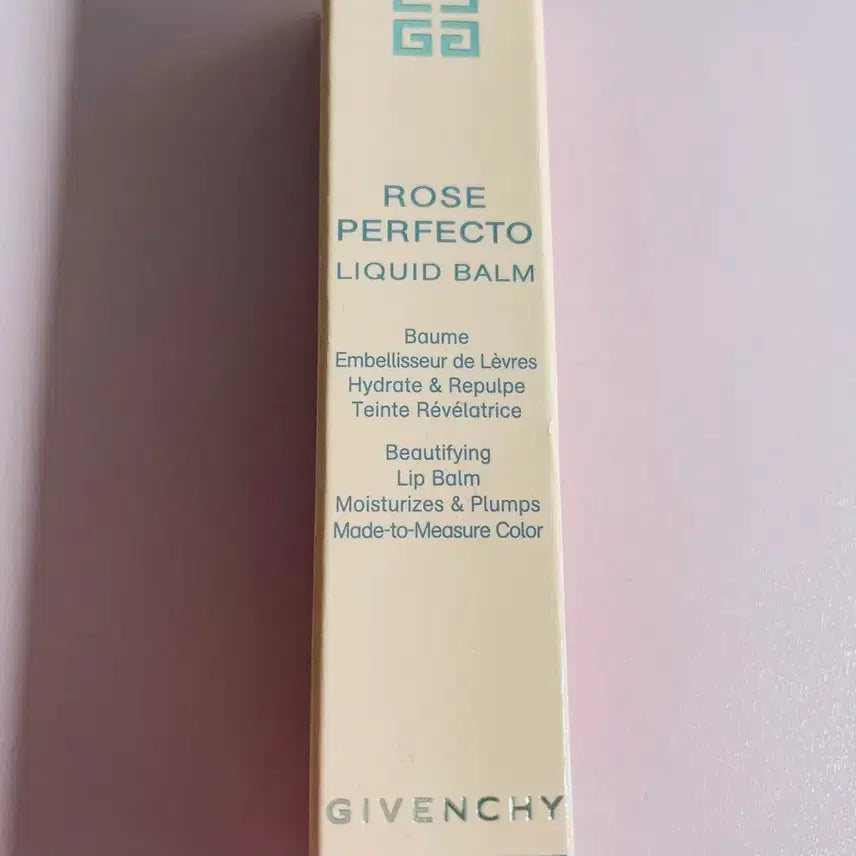 ROSE
PERFECTO
LIQUID BALM
Baume
Embellisseur de Lèvres
Hydrate & Repulpe
Teinte Révélatrice
Beautifying
Lip Balm
Moisturizes & Plumps
Made-to-Measure Color
GIVENCHY